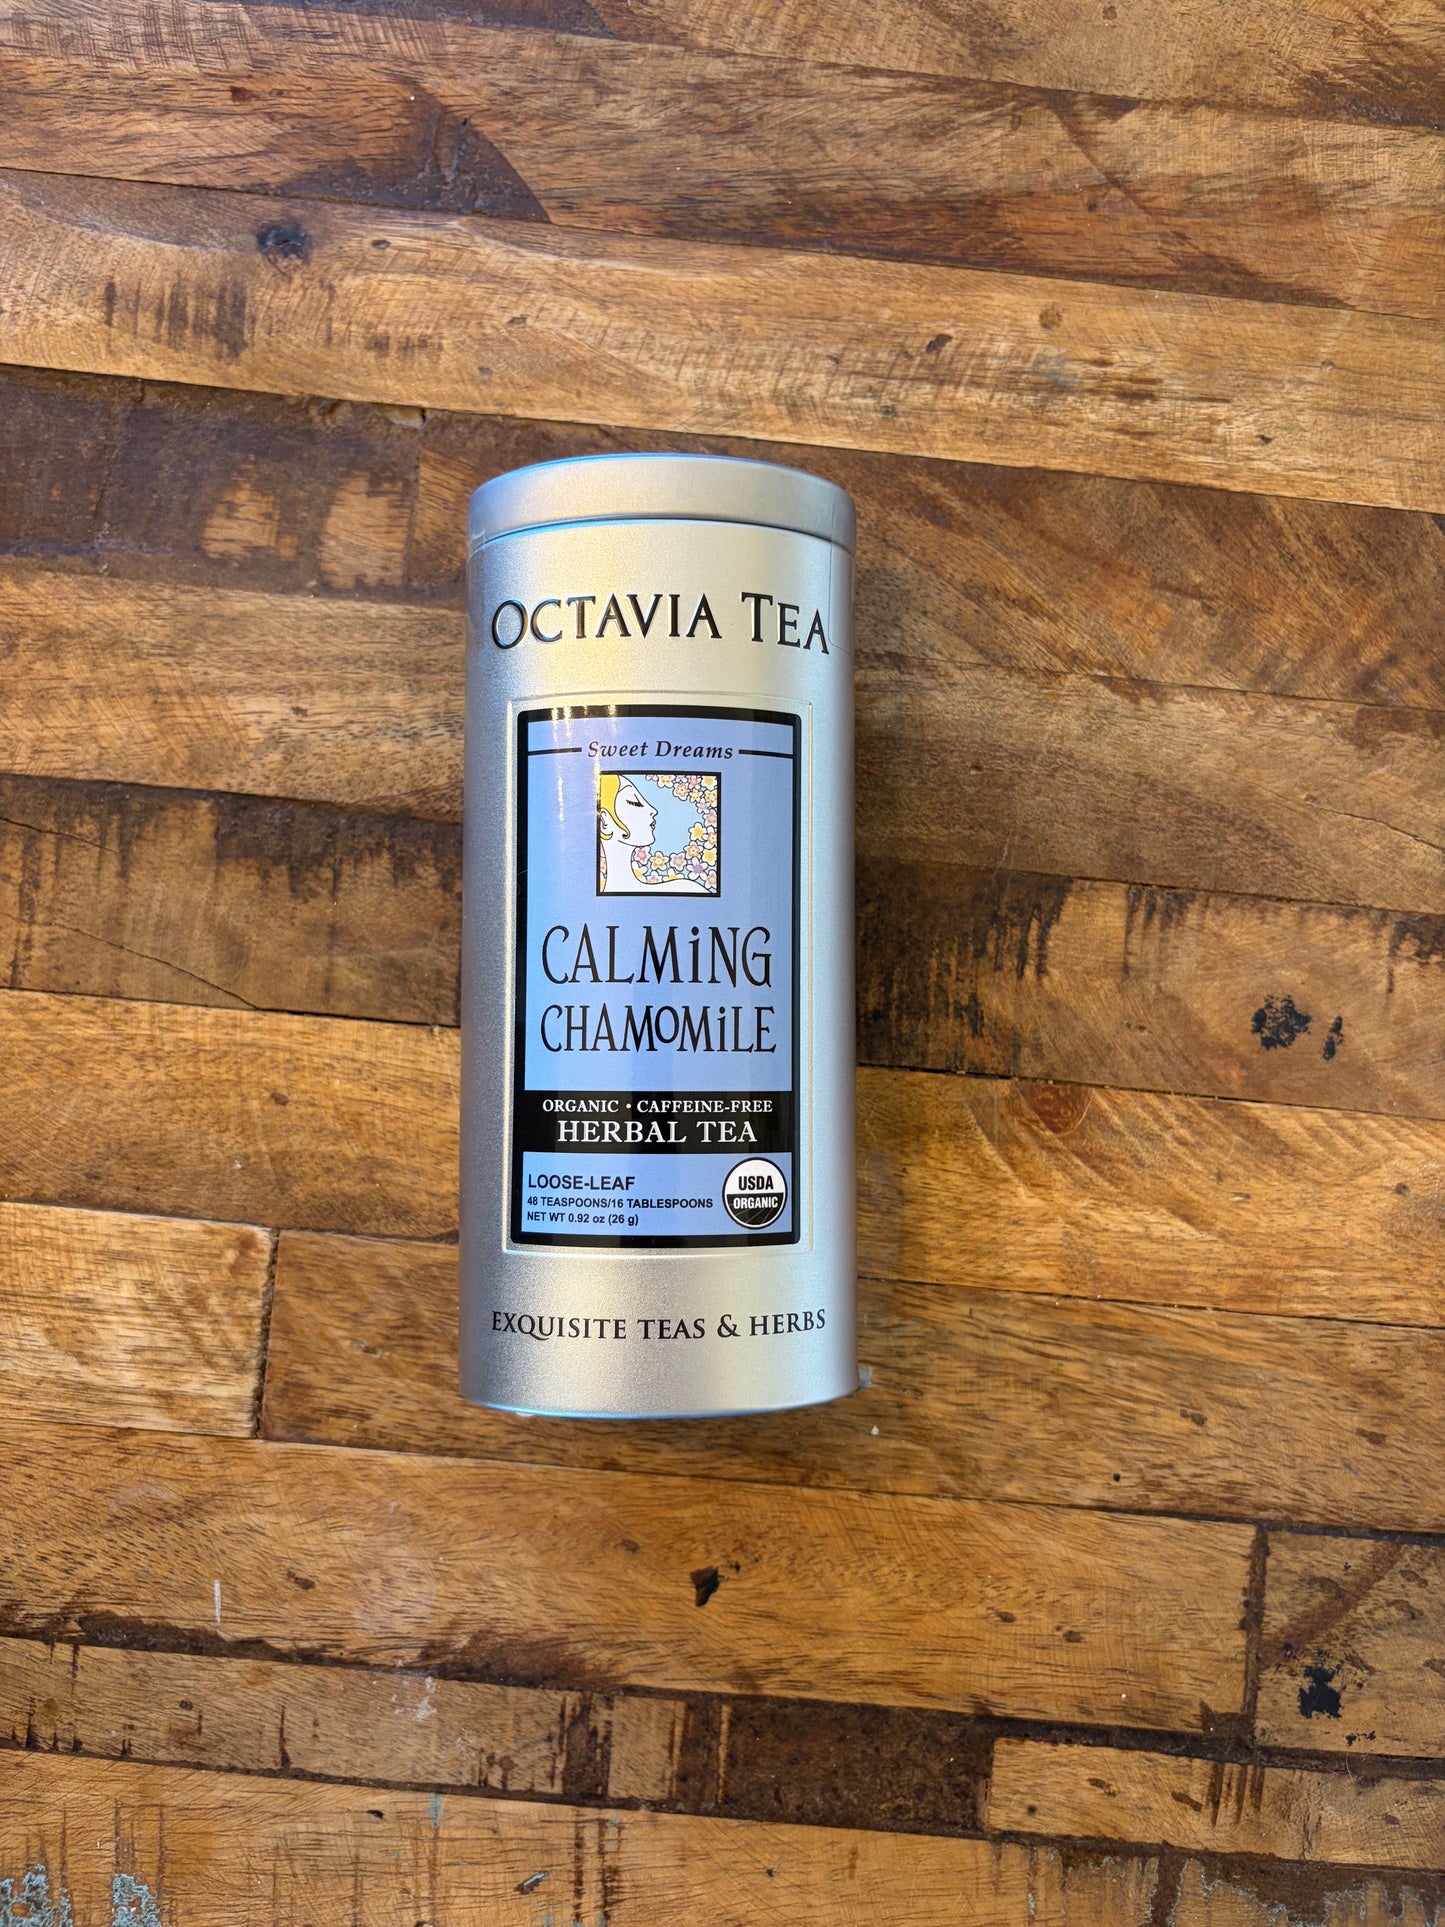 OCTAVIA TEA
Sweet Dreams
CALMiNG
CHAMOMiLE
ORGANIC • CAFFEINE-FREE
HERBAL TEA
LOOSE-LEAF
48 TEASPOONS/16 TABLESPOONS
NET WT 0.92 oz (26 g)
USDA
ORGANIC
EXQUISITE TEAS & HERBS